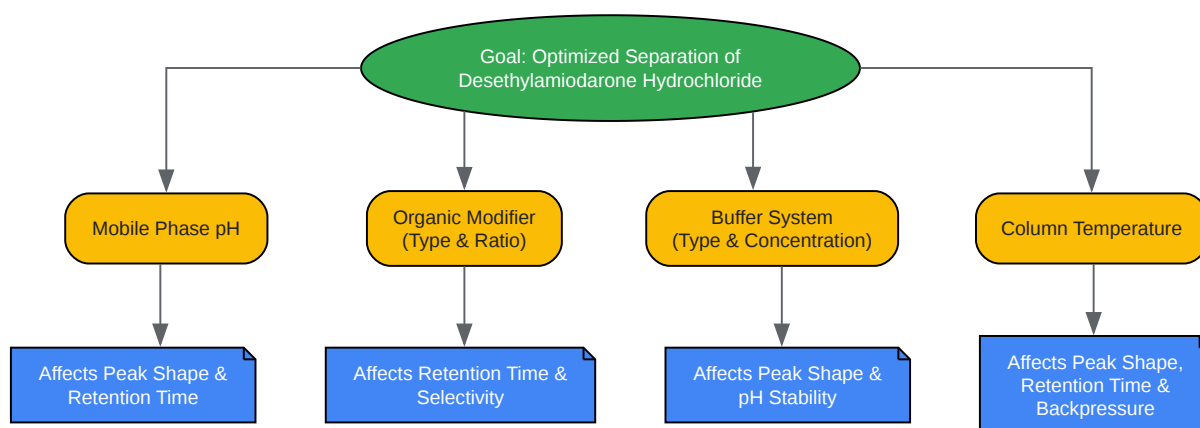 Goal: Optimized Separation of
Desethylamiodarone Hydrochloride
Mobile Phase pH
Organic Modifier
(Type & Ratio)
Buffer System
(Type & Concentration)
Column Temperature
Affects Peak Shape &
Retention Time
Affects Retention Time &
Selectivity
Affects Peak Shape &
pH Stability
Affects Peak Shape,
Retention Time &
Backpressure